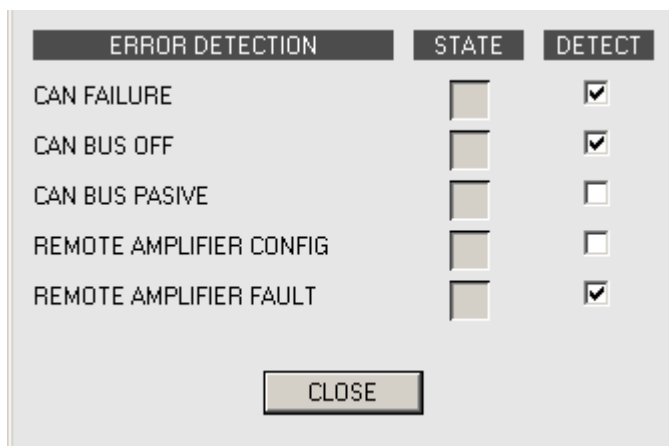 ERROR DETECTION STATE DETECT
CAN FAILURE
CAN BUS OFF
CAN BUS PASIVE
REMOTE AMPLIFIER CONFIG
REMOTE AMPLIFIER FAULT
CLOSE